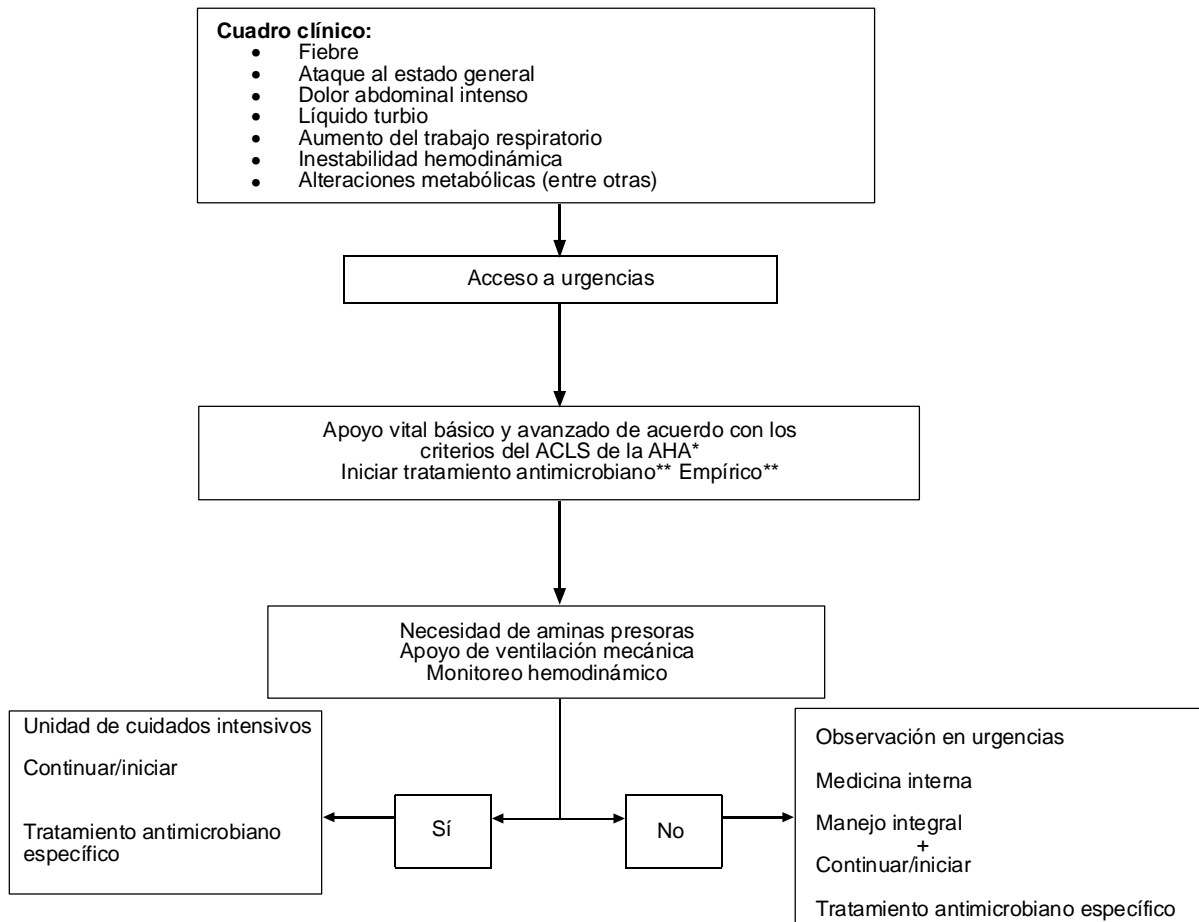 Cuadro clínico:
• Fiebre
• Ataque al estado general
• Dolor abdominal intenso
• Líquido turbio
• Aumento del trabajo respiratorio
• Inestabilidad hemodinámica
• Alteraciones metabólicas (entre otras)
Acceso a urgencias
Apoyo vital básico y avanzado de acuerdo con los
criterios del ACLS de la AHA*
Iniciar tratamiento antimicrobiano** Empírico**
Necesidad de aminas presoras
Apoyo de ventilación mecánica
Monitoreo hemodinámico
Unidad de cuidados intensivos
Continuar/iniciar
Tratamiento antimicrobiano
específico
Sí
No
Observación en urgencias
Medicina interna
Manejo integral
+
Continuar/iniciar
Tratamiento antimicrobiano específico